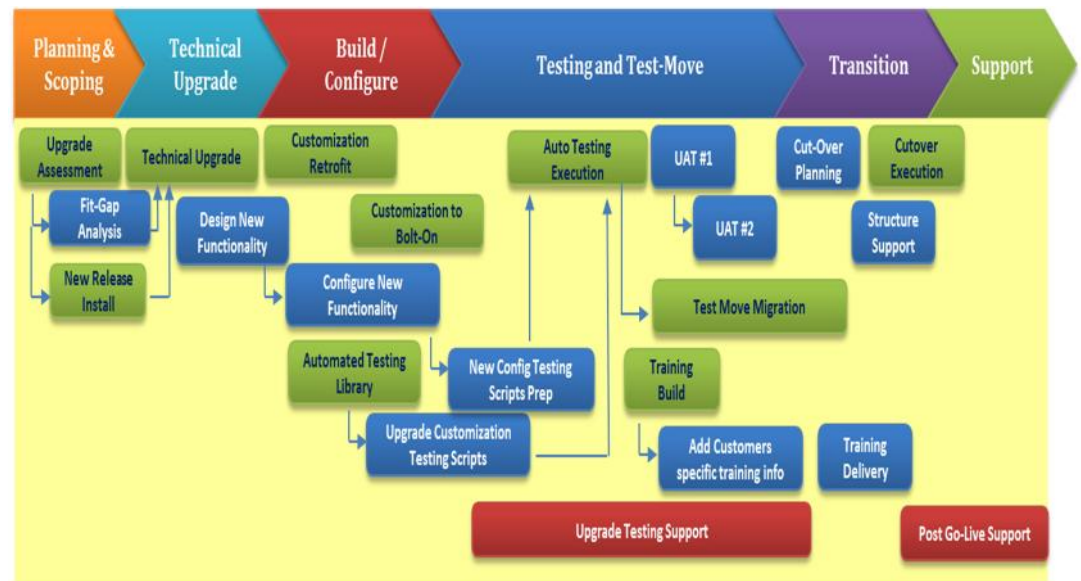 Planning &
Scoping
Technical
Upgrade
Build /
Configure
Testing and Test-Move
Transition
Support
Upgrade
Assessment
Technical Upgrade
Customization
Retrofit
Auto Testing
Execution
UAT #1
Cut-Over
Planning
Cutover
Execution
Fit-Gap
Analysis
Design New
Functionality
Customization to
Bolt-On
UAT #2
Structure
Support
New Release
Install
Configure New
Functionality
Test Move Migration
Automated Testing
Library
New Config Testing
Scripts Prep
Training
Build
Upgrade Customization
Testing Scripts
Add Customers
specific training info
Training
Delivery
Upgrade Testing Support
Post Go-Live Support